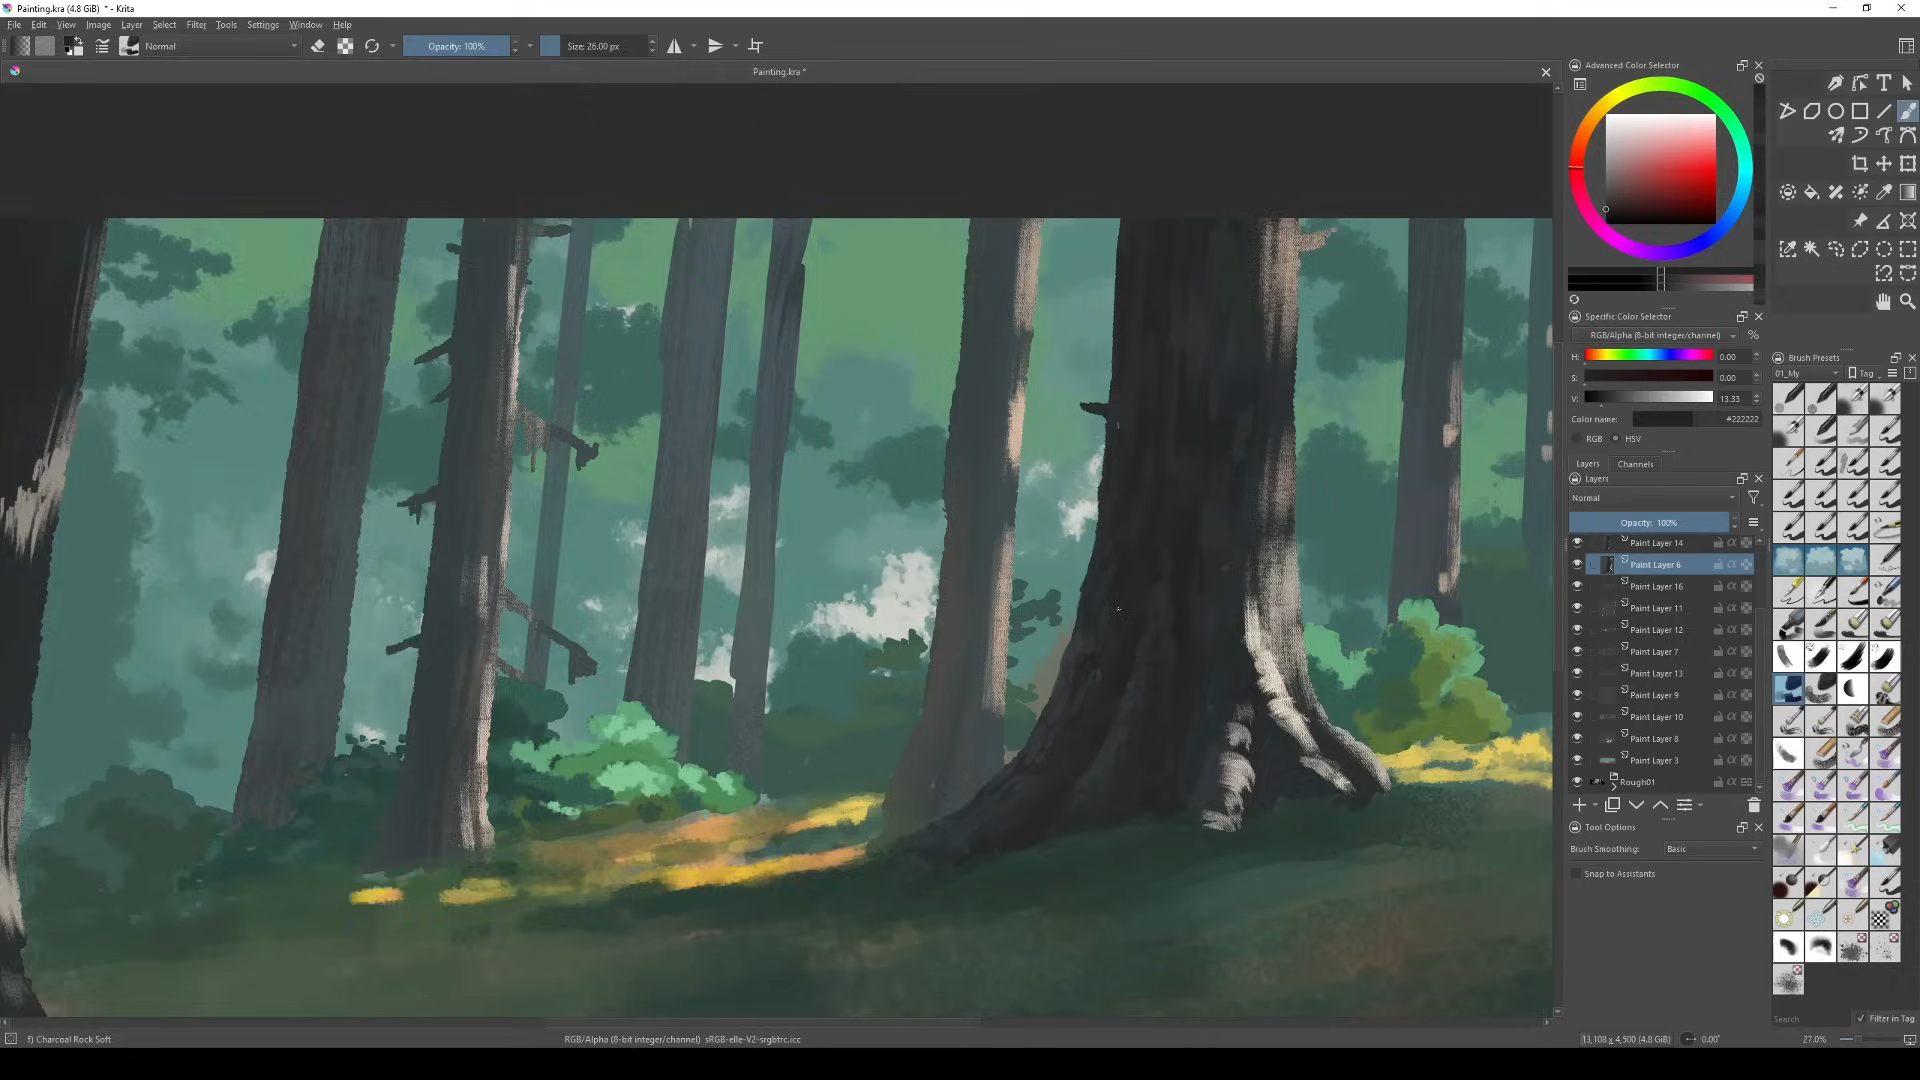 Painting.kra (4.8 GiB) * - Krita
File Edit View Image Layer Select Filter Tools Settings Window Help
Normal
Opacity: 100%
Size: 26.00 px
Painting.kra *
Advanced Color Selector
Specific Color Selector
RGB/Alpha (8-bit integer/channel)
%
H: 0.00
S: 0.00
V: 13.33
Color name: #222222
RGB HSV
Layers Channels
Layers
Normal
Opacity: 100%
Paint Layer 14
Paint Layer 6
Paint Layer 16
Paint Layer 11
Paint Layer 12
Paint Layer 7
Paint Layer 13
Paint Layer 9
Paint Layer 10
Paint Layer 8
Paint Layer 3
Rough01
Tool Options
Brush Smoothing: Basic
Snap to Assistants
Brush Presets
01_My
Tag
Search
Filter in Tag
f) Charcoal Rock Soft
RGB/Alpha (8-bit integer/channel) sRGB-elle-V2-srgbtrc.icc
13,108 x 4,500 (4.8 GiB)
0.00°
27.0%